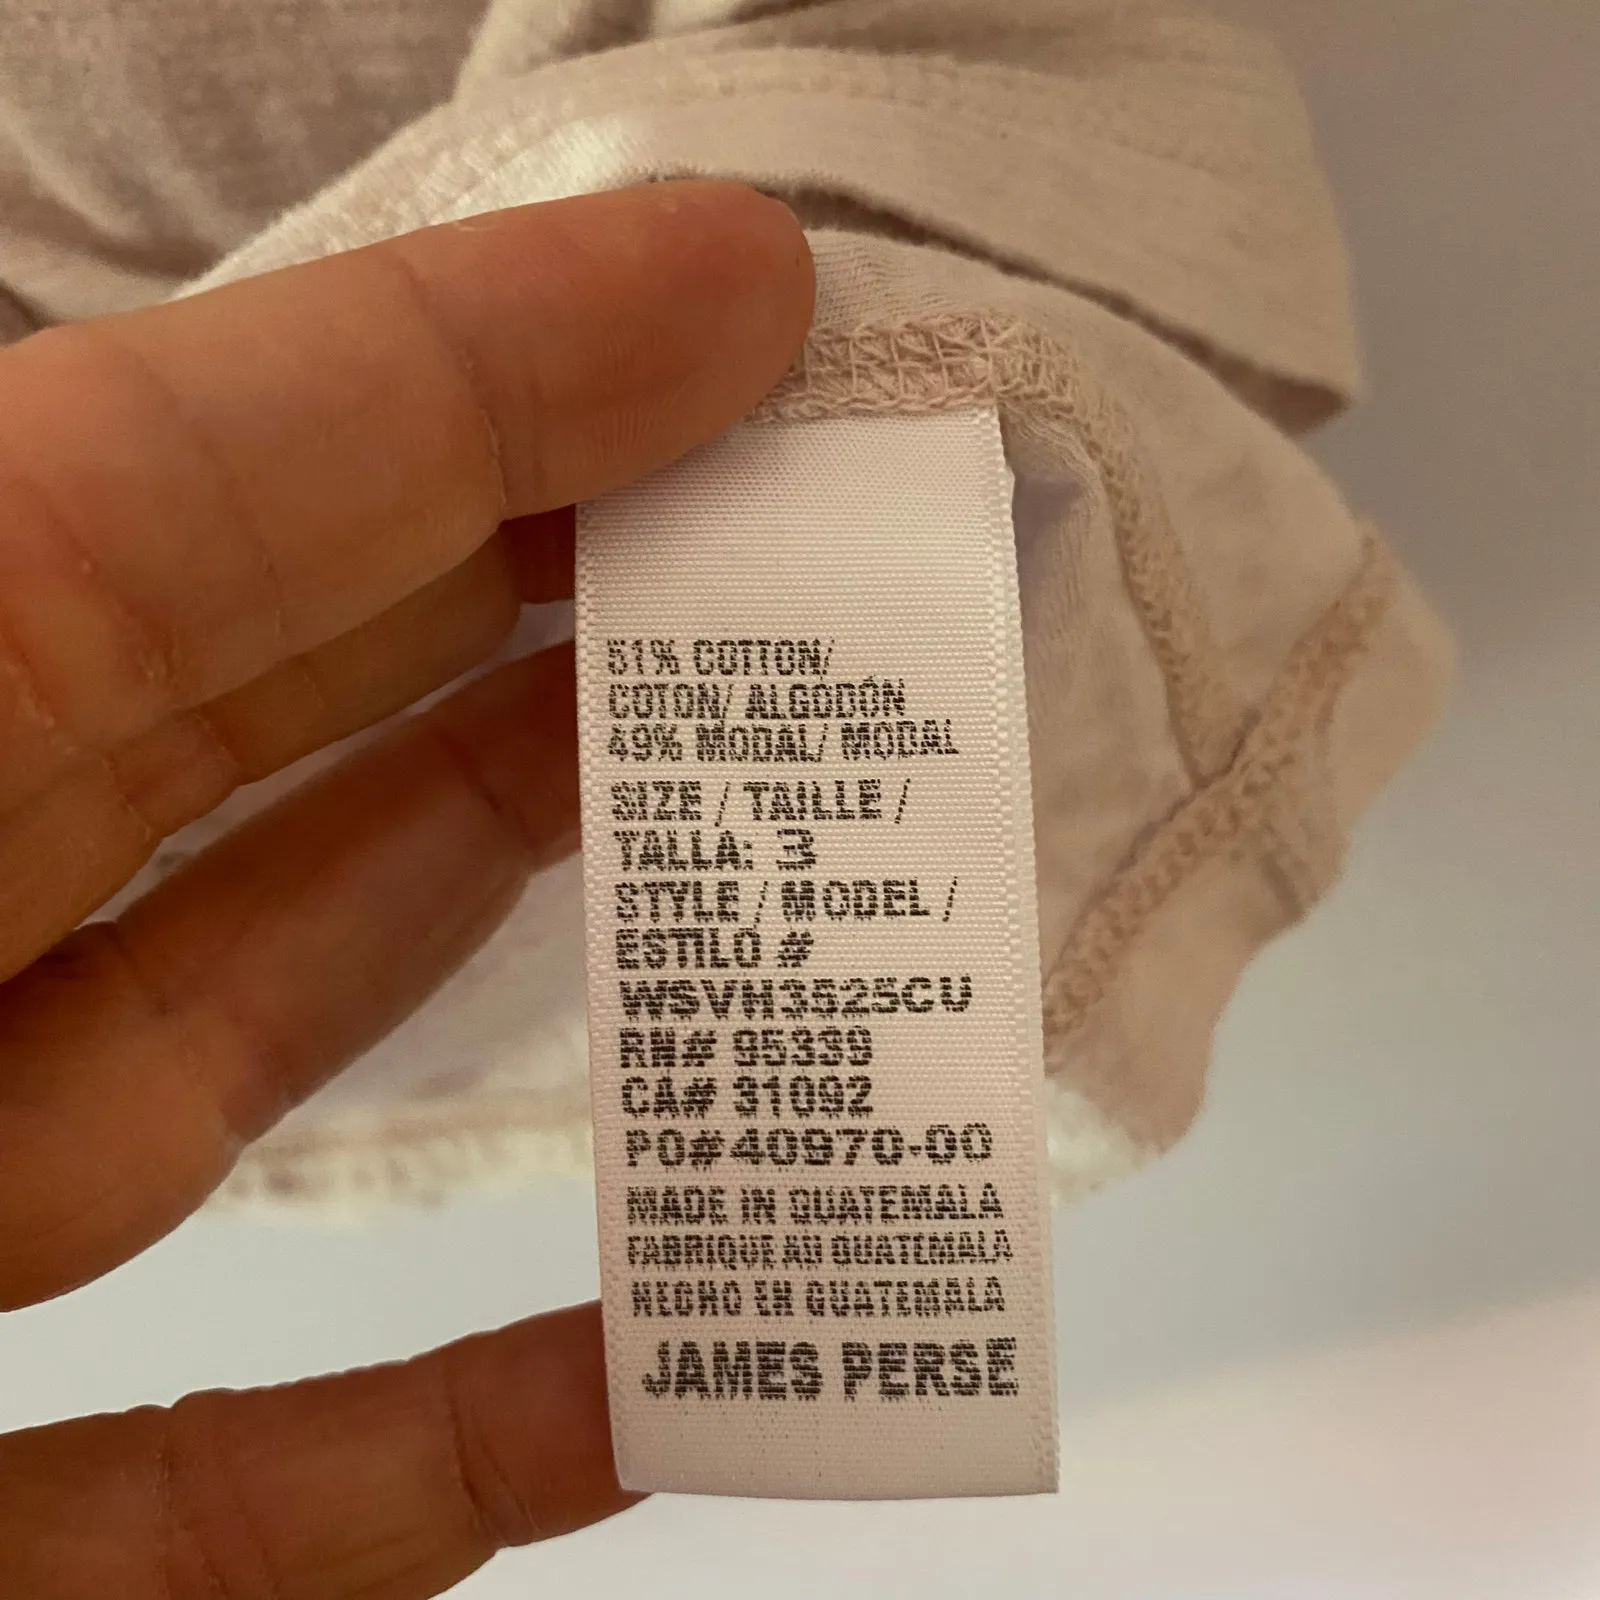 51% COTTON/
COTON/ ALGODÓN
49% MODAL/ MODAL
SIZE / TAILLE /
TALLA: 3
STYLE / MODEL /
ESTILO #
WSVH3525CU
RN# 95339
CA# 31092
PO#40970-00
MADE IN GUATEMALA
FABRIQUE AU GUATEMALA
HECHO EN GUATEMALA
JAMES PERSE